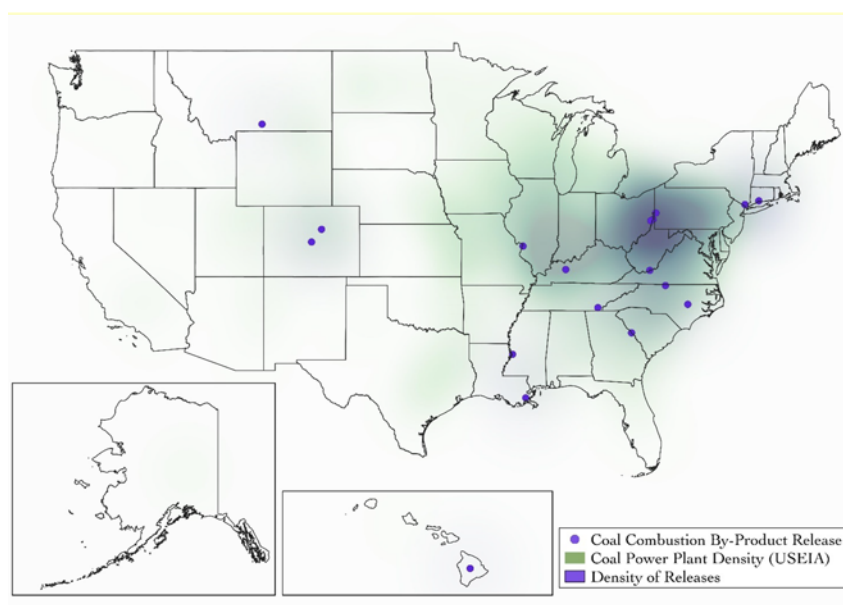 Coal Combustion By-Product Release
Coal Power Plant Density (USEIA)
Density of Releases